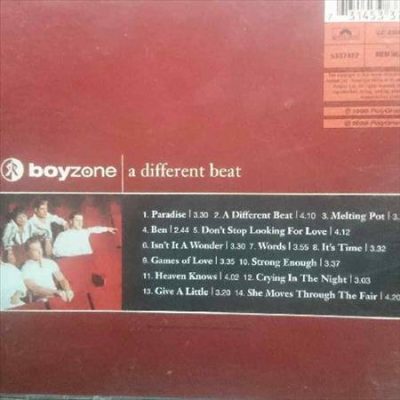 boyzone | a different beat
1. Paradise | 3.30 2. A Different Beat | 4.10 3. Melting Pot | 3.
4. Ben | 2.44 5. Don't Stop Looking For Love | 4.12
6. Isn't It A Wonder | 3.30 7. Words | 3.55 8. It's Time | 3.32
9. Games of Love | 3.35 10. Strong Enough | 3.37
11. Heaven Knows | 4.02 12. Crying In The Night | 3.03
13. Give A Little | 3.20 14. She Moves Through The Fair | 4.20